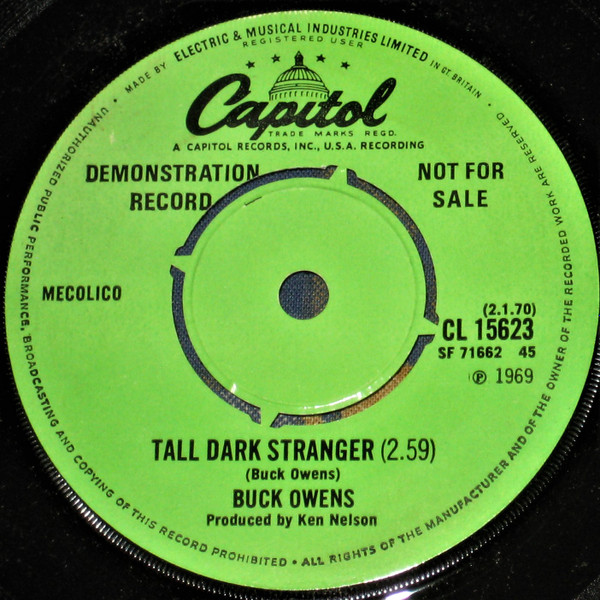 MADE BY ELECTRIC & MUSICAL INDUSTRIES LIMITED IN GT. BRITAIN •
REGISTERED USER
Capitol
TRADE MARKS REGD.
A CAPITOL RECORDS, INC., U.S.A. RECORDING
DEMONSTRATION
RECORD
NOT FOR
SALE
MECOLICO
(2.1.70)
CL 15623
SF 71662 45
℗ 1969
TALL DARK STRANGER (2.59)
(Buck Owens)
BUCK OWENS
Produced by Ken Nelson
• UNAUTHORIZED PUBLIC PERFORMANCE, BROADCASTING AND COPYING OF THIS RECORD PROHIBITED • ALL RIGHTS OF THE MANUFACTURER AND OF THE OWNER OF THE RECORDED WORK ARE RESERVED